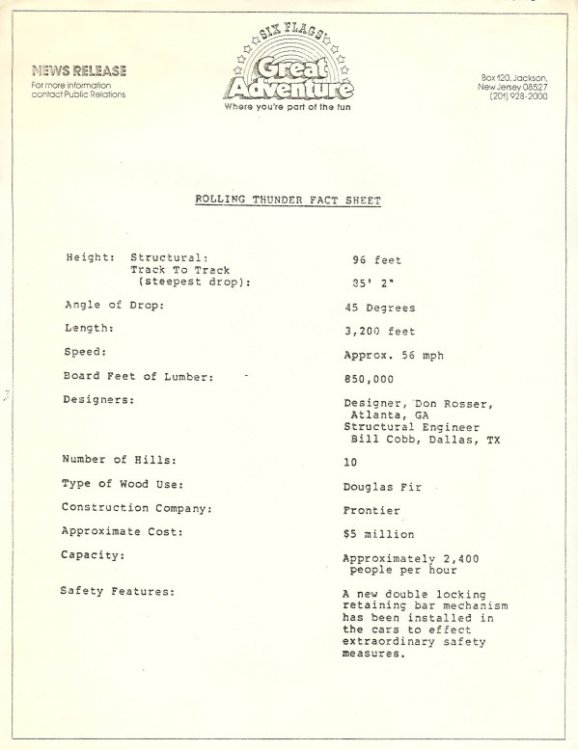 SIX FLAGS
Great
Adventure
Where you're part of the fun
NEWS RELEASE
For more information
contact Public Relations
Box 120, Jackson,
New Jersey 08527
(201) 928-2000
ROLLING THUNDER FACT SHEET
Height: Structural: 96 feet
Track To Track
(steepest drop): 85' 2"
Angle of Drop: 45 Degrees
Length: 3,200 feet
Speed: Approx. 56 mph
Board Feet of Lumber: 850,000
Designers: Designer, Don Rosser,
Atlanta, GA
Structural Engineer
Bill Cobb, Dallas, TX
Number of Hills: 10
Type of Wood Use: Douglas Fir
Construction Company: Frontier
Approximate Cost: $5 million
Capacity: Approximately 2,400
people per hour
Safety Features: A new double locking
retaining bar mechanism
has been installed in
the cars to effect
extraordinary safety
measures.